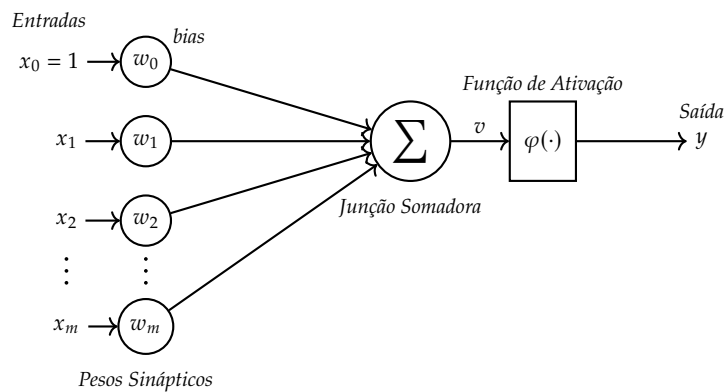 Entradas
x₀ = 1
w₀
bias
x₁
w₁
x₂
w₂
⋮ ⋮
xₘ
wₘ
Pesos Sinápticos
∑
Junção Somadora
v
Função de Ativação
φ(·)
Saída
y